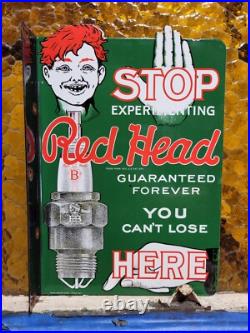 STOP
EXPERIMENTING
Red Head
B
GUARANTEED
FOREVER
YOU
CAN'T LOSE
HERE